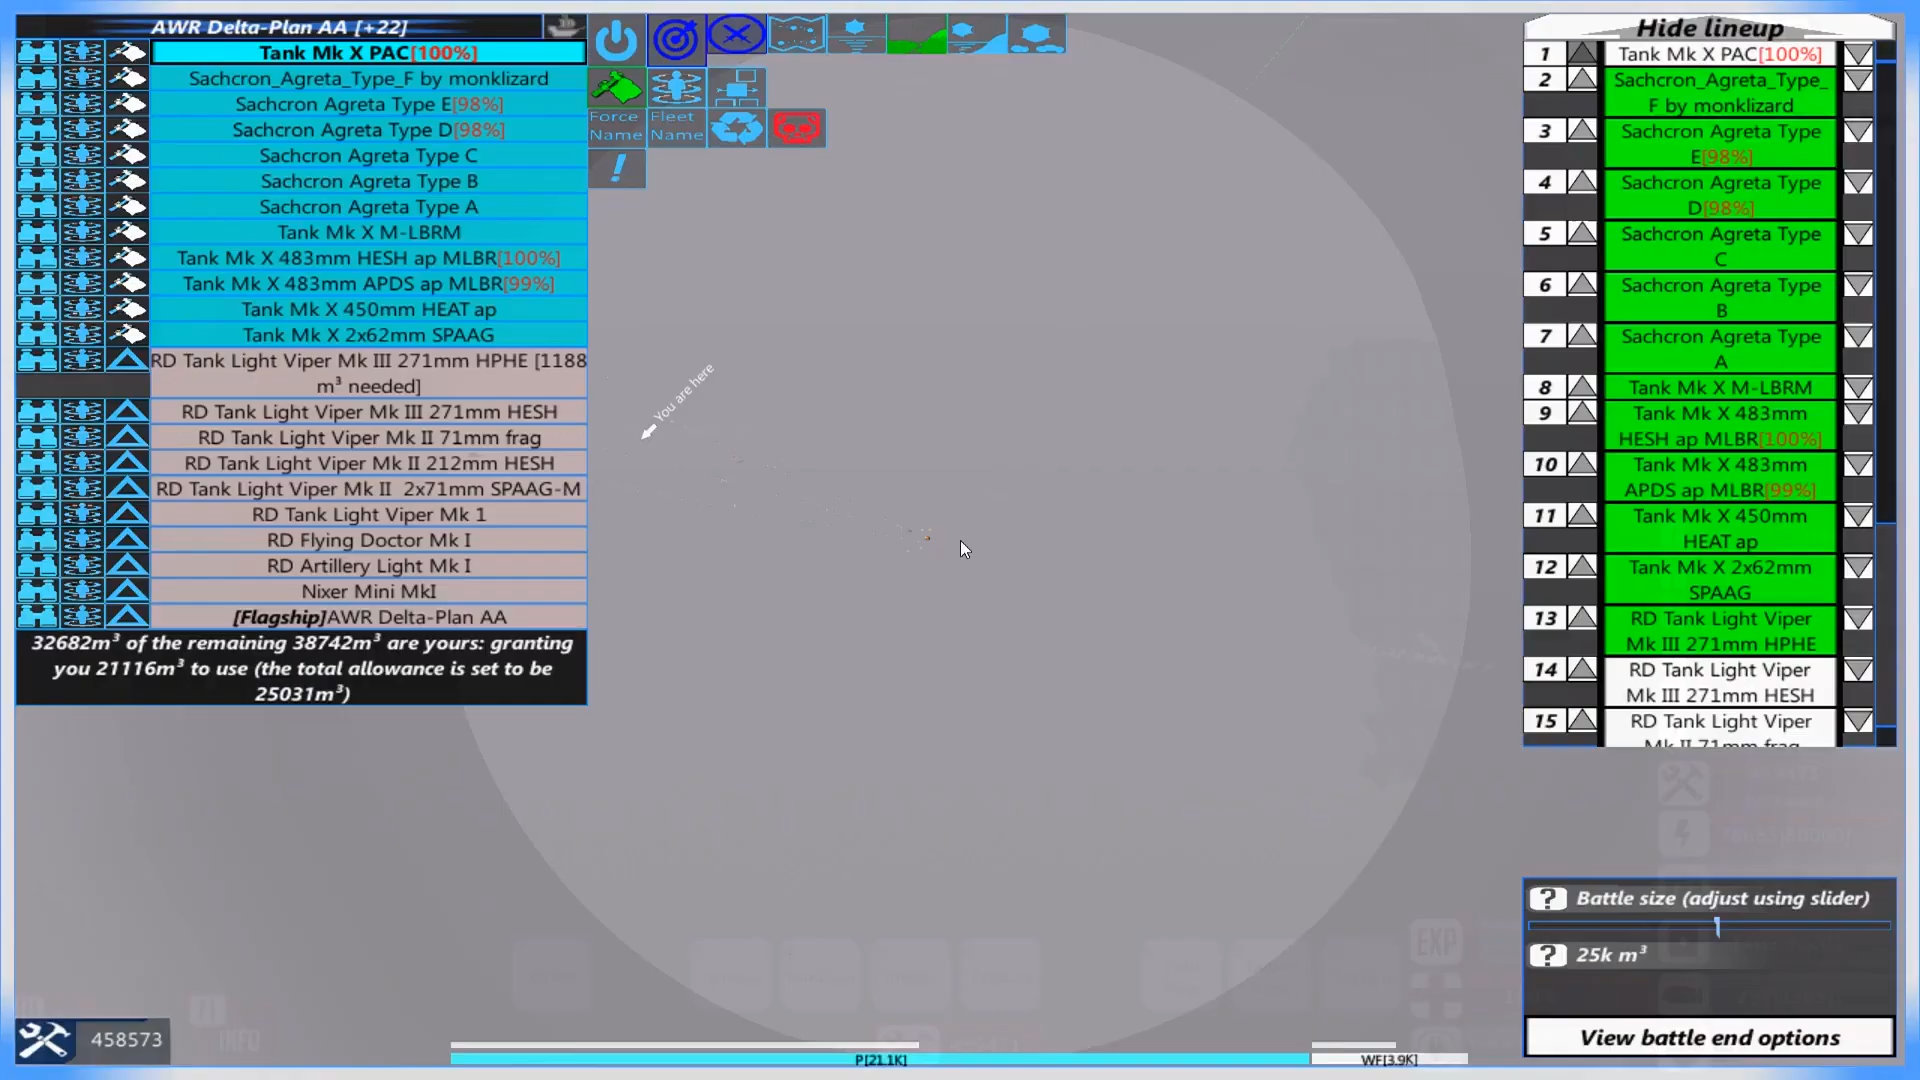 AWR Delta-Plan AA [+22]
Tank Mk X PAC[100%]
Sachcron_Agreta_Type_F by monklizard
Sachcron Agreta Type E[98%]
Sachcron Agreta Type D[98%]
Sachcron Agreta Type C
Sachcron Agreta Type B
Sachcron Agreta Type A
Tank Mk X M-LBRM
Tank Mk X 483mm HESH ap MLBR[100%]
Tank Mk X 483mm APDS ap MLBR[99%]
Tank Mk X 450mm HEAT ap
Tank Mk X 2x62mm SPAAG
RD Tank Light Viper Mk III 271mm HPHE [1188
m³ needed]
RD Tank Light Viper Mk III 271mm HESH
RD Tank Light Viper Mk II 71mm frag
RD Tank Light Viper Mk II 212mm HESH
RD Tank Light Viper Mk II  2x71mm SPAAG-M
RD Tank Light Viper Mk 1
RD Flying Doctor Mk I
RD Artillery Light Mk I
Nixer Mini MkI
[Flagship]AWR Delta-Plan AA
32682m³ of the remaining 38742m³ are yours: granting
you 21116m³ to use (the total allowance is set to be
25031m³)
Force
Name
Fleet
Name
!
You are here
Hide lineup
1 Tank Mk X PAC[100%]
2 Sachcron_Agreta_Type_
F by monklizard
3 Sachcron Agreta Type
E[98%]
4 Sachcron Agreta Type
D[98%]
5 Sachcron Agreta Type
C
6 Sachcron Agreta Type
B
7 Sachcron Agreta Type
A
8 Tank Mk X M-LBRM
9 Tank Mk X 483mm
HESH ap MLBR[100%]
10 Tank Mk X 483mm
APDS ap MLBR[99%]
11 Tank Mk X 450mm
HEAT ap
12 Tank Mk X 2x62mm
SPAAG
13 RD Tank Light Viper
Mk III 271mm HPHE
14 RD Tank Light Viper
Mk III 271mm HESH
15 RD Tank Light Viper
Mk II 71mm frag
? Battle size (adjust using slider)
? 25k m³
View battle end options
EXP
INFO
458573
P[21.1K]
WF[3.9K]